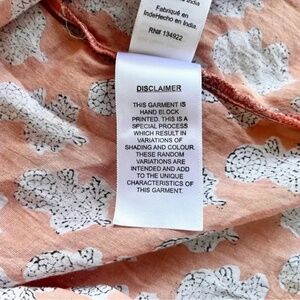 India
Fabriqué en
IndeHecho en India.
RN# 134922
DISCLAIMER
THIS GARMENT IS
HAND BLOCK
PRINTED. THIS IS A
SPECIAL PROCESS
WHICH RESULT IN
VARIATIONS OF
SHADING AND COLOUR.
THESE RANDOM
VARIATIONS ARE
INTENDED AND ADD
TO THE UNIQUE
CHARACTERISTICS OF
THIS GARMENT.